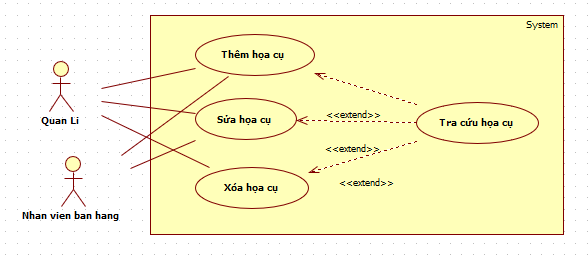 System
Thêm họa cụ
Quan Li
<<extend>>
Sửa họa cụ
Tra cứu họa cụ
<<extend>>
Xóa họa cụ
<<extend>>
Nhan vien ban hang